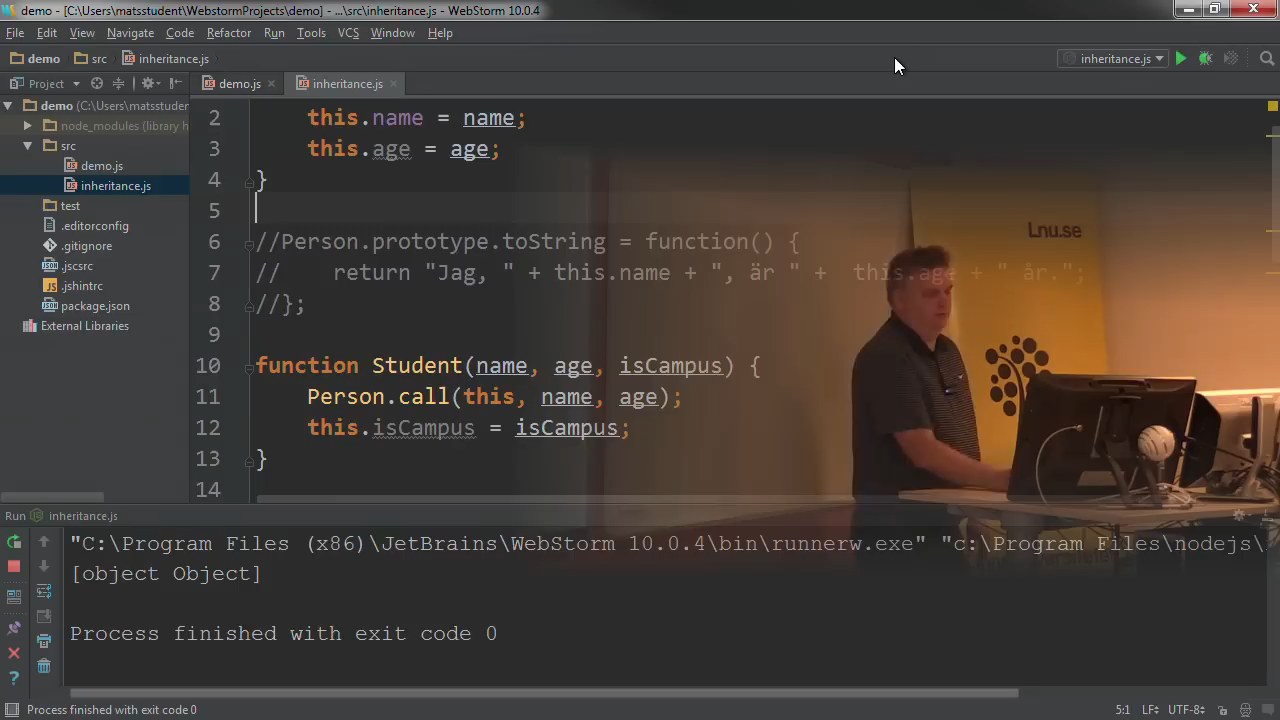 demo - [C:\Users\matsstudent\WebstormProjects\demo] - ...\src\inheritance.js - WebStorm 10.0.4
File Edit View Navigate Code Refactor Run Tools VCS Window Help
demo src inheritance.js inheritance.js
Project demo.js inheritance.js
demo (C:\Users\matsstuden
node_modules (library h
src
demo.js
inheritance.js
test
.editorconfig
.gitignore
.jscsrc
.jshintrc
package.json
External Libraries
2 this.name = name;
3 this.age = age;
4 }
5
6 //Person.prototype.toString = function() {
7 // return "Jag, " + this.name + ", är " + this.age + " år.";
8 //};
9
10 function Student(name, age, isCampus) {
11 Person.call(this, name, age);
12 this.isCampus = isCampus;
13 }
14
Lnu.se
Run inheritance.js
"C:\Program Files (x86)\JetBrains\WebStorm 10.0.4\bin\runnerw.exe" "c:\Program Files\nodejs\
[object Object]
Process finished with exit code 0
Process finished with exit code 0 5:1 LF UTF-8